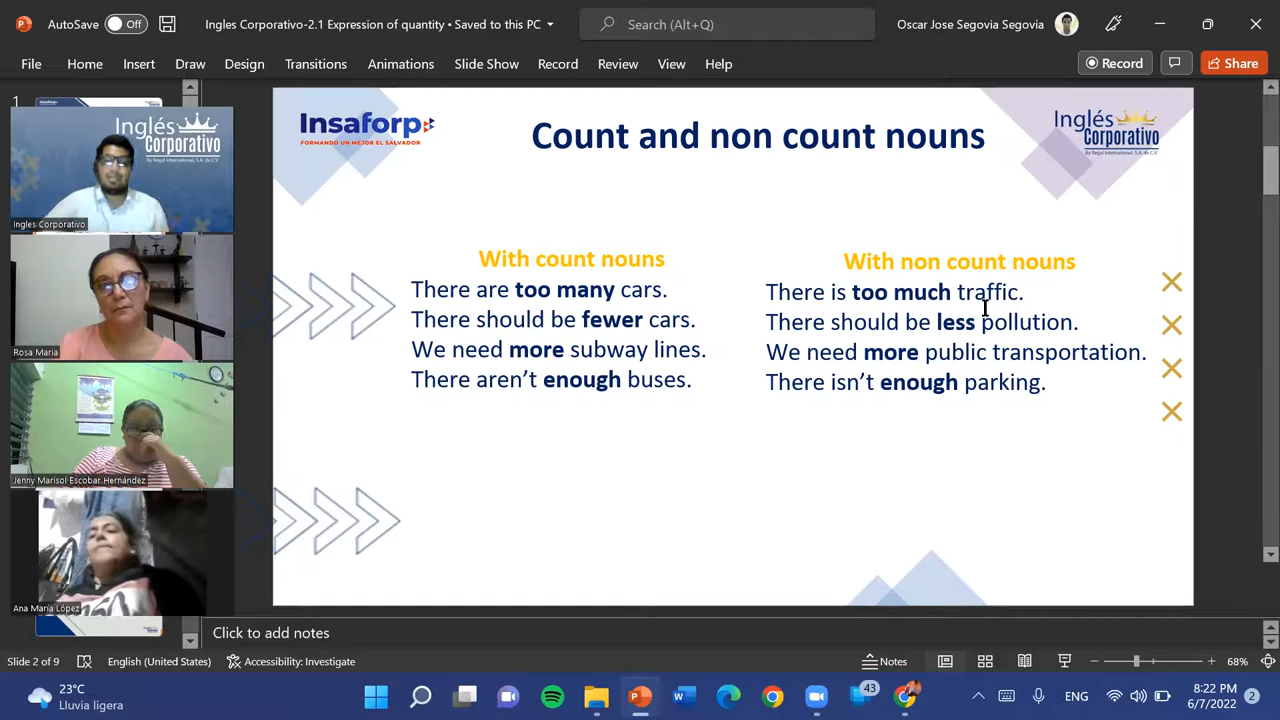 AutoSave Off Ingles Corporativo-2.1 Expression of quantity • Saved to this PC Search (Alt+Q) Oscar Jose Segovia Segovia
File Home Insert Draw Design Transitions Animations Slide Show Record Review View Help Record Share
1
Inglés
Corporativo
By Regal International, S.A. de C.V.
Ingles Corporativo
Rosa Maria
Jenny Marisol Escobar Hernández
Ana María López
Insaforp
FORMANDO UN MEJOR EL SALVADOR
Count and non count nouns
Inglés
Corporativo
By Regal International, S.A. de C.V.
With count nouns
There are too many cars.
There should be fewer cars.
We need more subway lines.
There aren't enough buses.
With non count nouns
There is too much traffic.
There should be less pollution.
We need more public transportation.
There isn't enough parking.
Click to add notes
Slide 2 of 9 English (United States) Accessibility: Investigate Notes 68%
23°C
Lluvia ligera
43
ENG
8:22 PM
6/7/2022
2